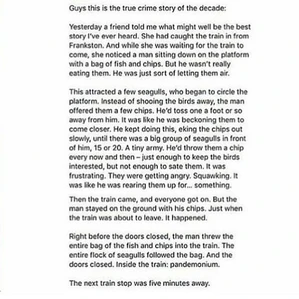 Guys this is the true crime story of the decade:
Yesterday a friend told me what might well be the best
story I've ever heard. She had caught the train in from
Frankston. And while she was waiting for the train to
come, she noticed a man sitting down on the platform
with a bag of fish and chips. But he wasn't really
eating them. He was just sort of letting them air.
This attracted a few seagulls, who began to circle the
platform. Instead of shooing the birds away, the man
offered them a few chips. He'd toss one a foot or so
away from him. It was like he was beckoning them to
come closer. He kept doing this, eking the chips out
slowly, until there was a big group of seagulls in front
of him, 15 or 20. A tiny army. He'd throw them a chip
every now and then – just enough to keep the birds
interested, but not enough to sate them. It was
frustrating. They were getting angry. Squawking. It
was like he was rearing them up for... something.
Then the train came, and everyone got on. But the
man stayed on the ground with his chips. Just when
the train was about to leave. It happened.
Right before the doors closed, the man threw the
entire bag of the fish and chips into the train. The
entire flock of seagulls followed the bag. And the
doors closed. Inside the train: pandemonium.
The next train stop was five minutes away.